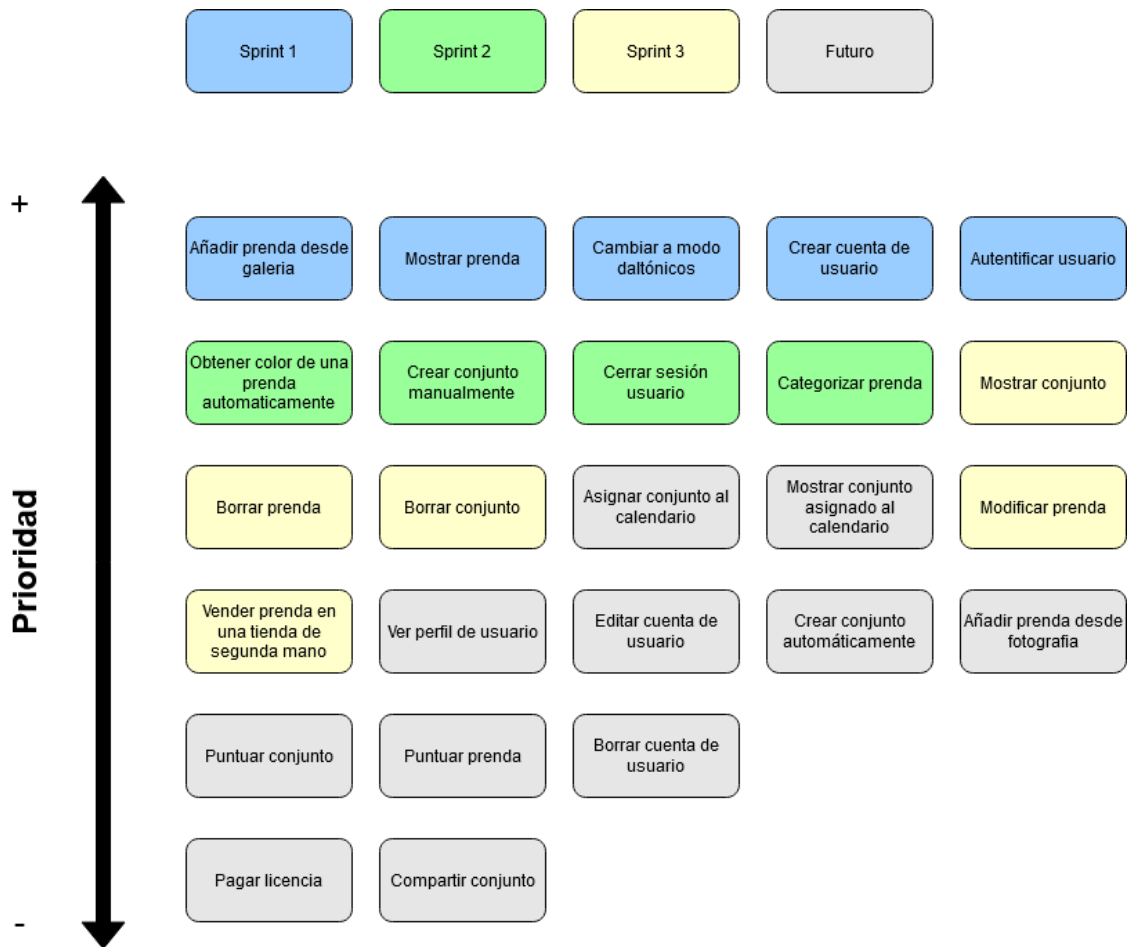 Sprint 1
Sprint 2
Sprint 3
Futuro
+
Prioridad
-
Añadir prenda desde
galeria
Mostrar prenda
Cambiar a modo
daltónicos
Crear cuenta de
usuario
Autentificar usuario
Obtener color de una
prenda
automaticamente
Crear conjunto
manualmente
Cerrar sesión
usuario
Categorizar prenda
Mostrar conjunto
Borrar prenda
Borrar conjunto
Asignar conjunto al
calendario
Mostrar conjunto
asignado al
calendario
Modificar prenda
Vender prenda en
una tienda de
segunda mano
Ver perfil de usuario
Editar cuenta de
usuario
Crear conjunto
automáticamente
Añadir prenda desde
fotografia
Puntuar conjunto
Puntuar prenda
Borrar cuenta de
usuario
Pagar licencia
Compartir conjunto